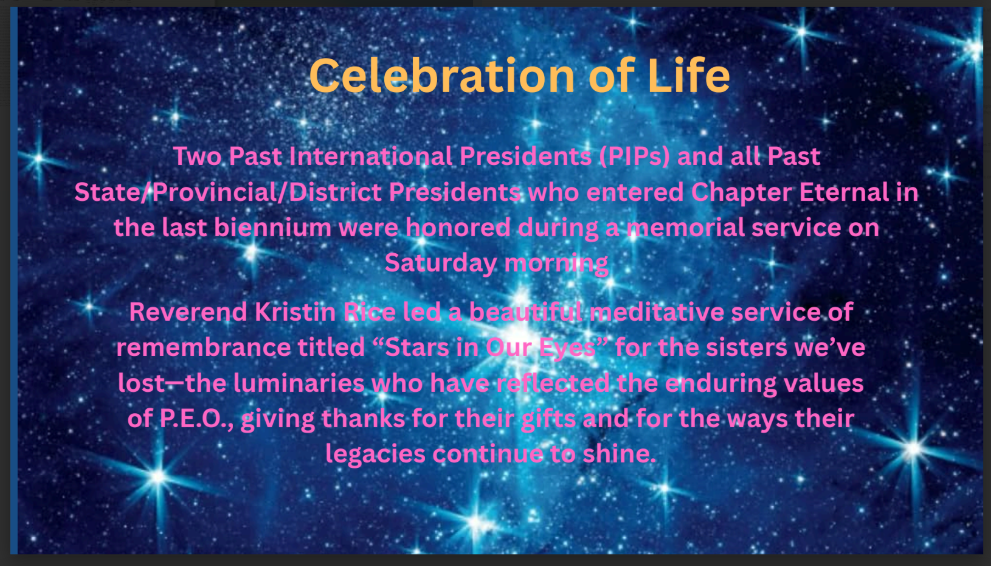 Celebration of Life
Two Past International Presidents (PIPs) and all Past
State/Provincial/District Presidents who entered Chapter Eternal in
the last biennium were honored during a memorial service on
Saturday morning
Reverend Kristin Rice led a beautiful meditative service of
remembrance titled “Stars in Our Eyes” for the sisters we’ve
lost—the luminaries who have reflected the enduring values
of P.E.O., giving thanks for their gifts and for the ways their
legacies continue to shine.